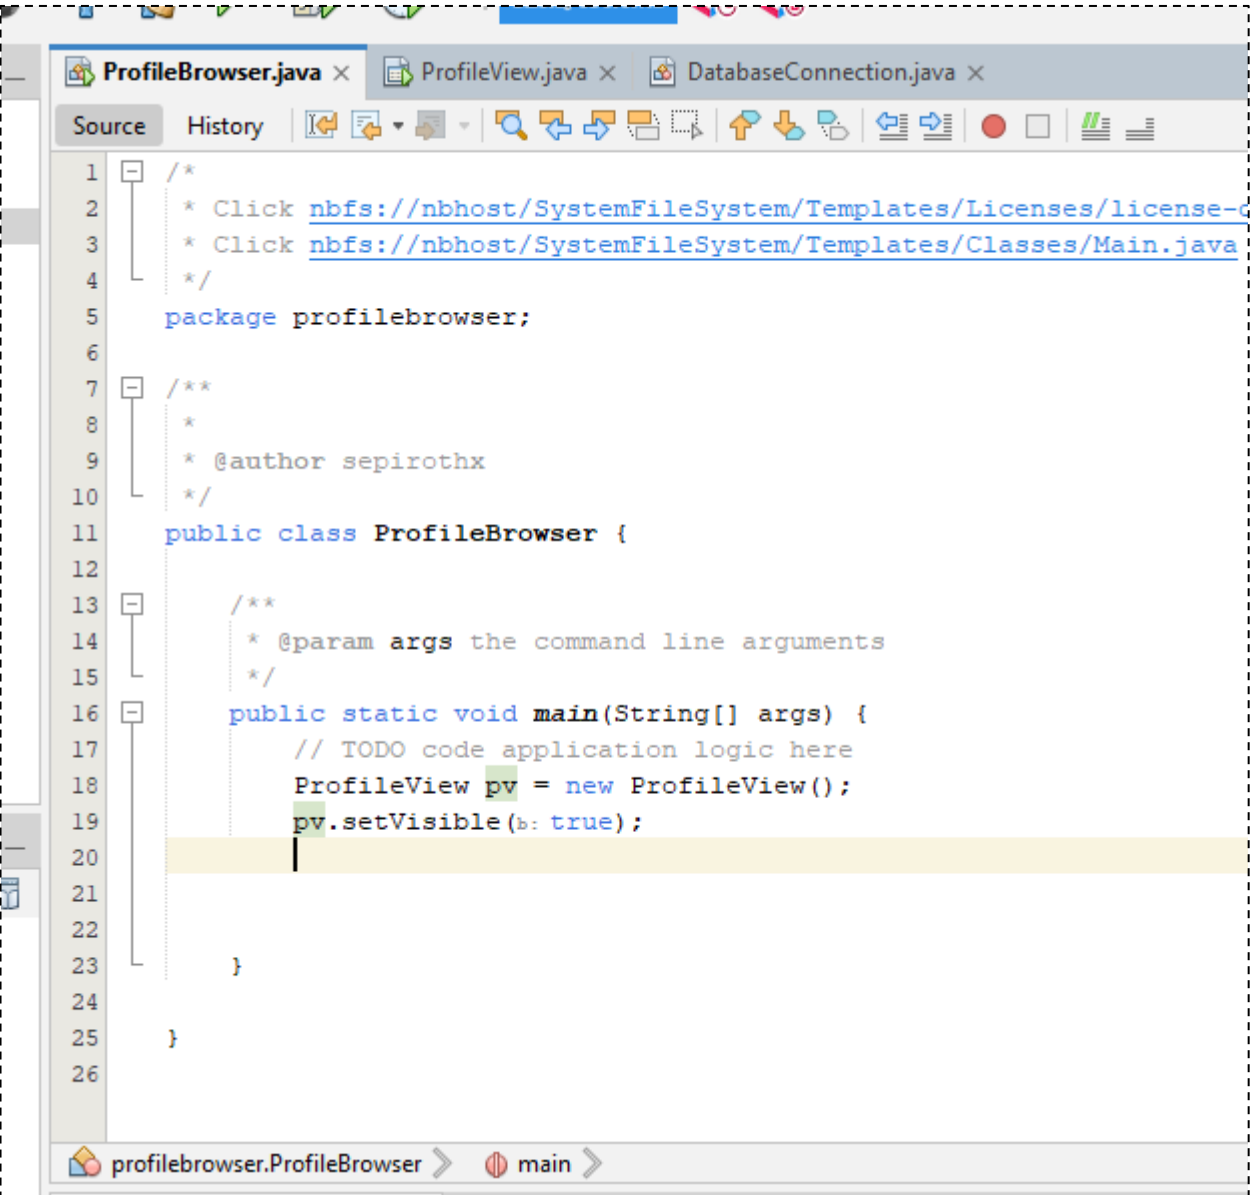 ProfileBrowser.java × ProfileView.java × DatabaseConnection.java ×
Source History
1 /*
2 * Click nbfs://nbhost/SystemFileSystem/Templates/Licenses/license-
3 * Click nbfs://nbhost/SystemFileSystem/Templates/Classes/Main.java
4 */
5 package profilebrowser;
6
7 /**
8 *
9 * @author sepirothx
10 */
11 public class ProfileBrowser {
12
13 /**
14 * @param args the command line arguments
15 */
16 public static void main(String[] args) {
17 // TODO code application logic here
18 ProfileView pv = new ProfileView();
19 pv.setVisible(b: true);
20
21
22
23 }
24
25 }
26
profilebrowser.ProfileBrowser main